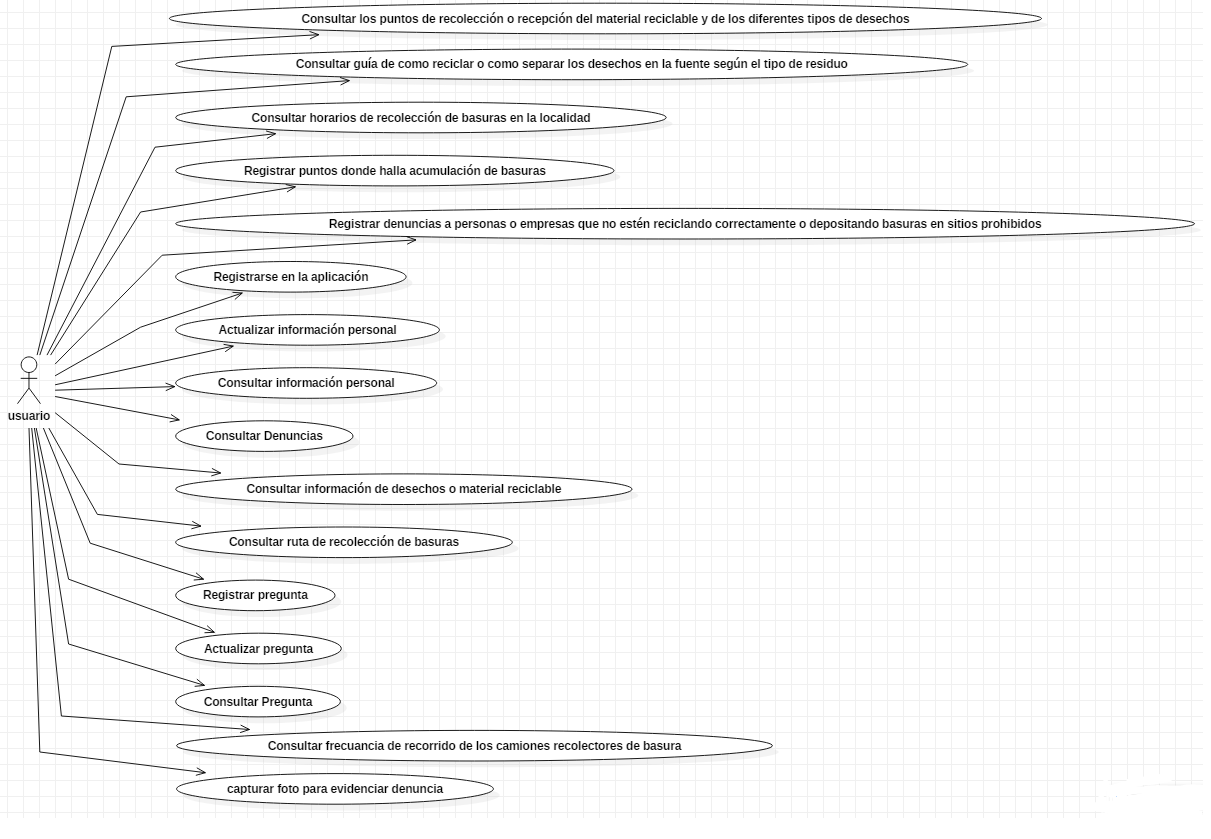 Consultar los puntos de recolección o recepción del material reciclable y de los diferentes tipos de desechos
Consultar guía de como reciclar o como separar los desechos en la fuente según el tipo de residuo
Consultar horarios de recolección de basuras en la localidad
Registrar puntos donde halla acumulación de basuras
Registrar denuncias a personas o empresas que no estén reciclando correctamente o depositando basuras en sitios prohibidos
Registrarse en la aplicación
Actualizar información personal
Consultar información personal
usuario
Consultar Denuncias
Consultar información de desechos o material reciclable
Consultar ruta de recolección de basuras
Registrar pregunta
Actualizar pregunta
Consultar Pregunta
Consultar frecuancia de recorrido de los camiones recolectores de basura
capturar foto para evidenciar denuncia